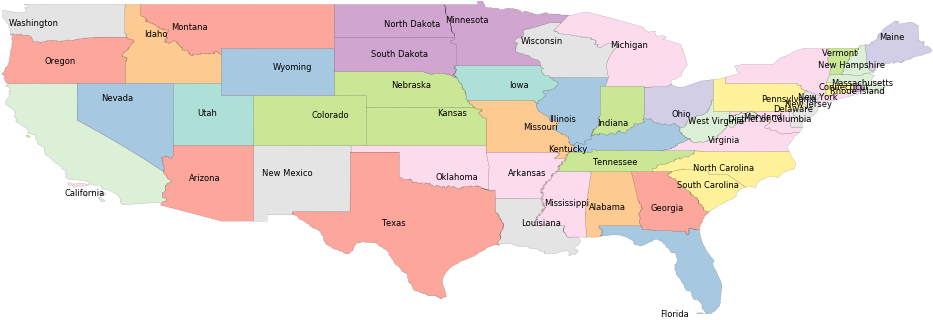 Washington
Idaho
Montana
North Dakota
Minnesota
Wisconsin
Michigan
Maine
Vermont
New Hampshire
Oregon
Wyoming
South Dakota
Nebraska
Iowa
Massachusetts
Connecticut
Rhode Island
Nevada
Utah
Colorado
Kansas
Missouri
Illinois
Indiana
Ohio
Pennsylvania
New York
New Jersey
Delaware
Maryland
District of Columbia
West Virginia
Virginia
Kentucky
Tennessee
North Carolina
South Carolina
California
Arizona
New Mexico
Oklahoma
Arkansas
Mississippi
Alabama
Georgia
Texas
Louisiana
Florida